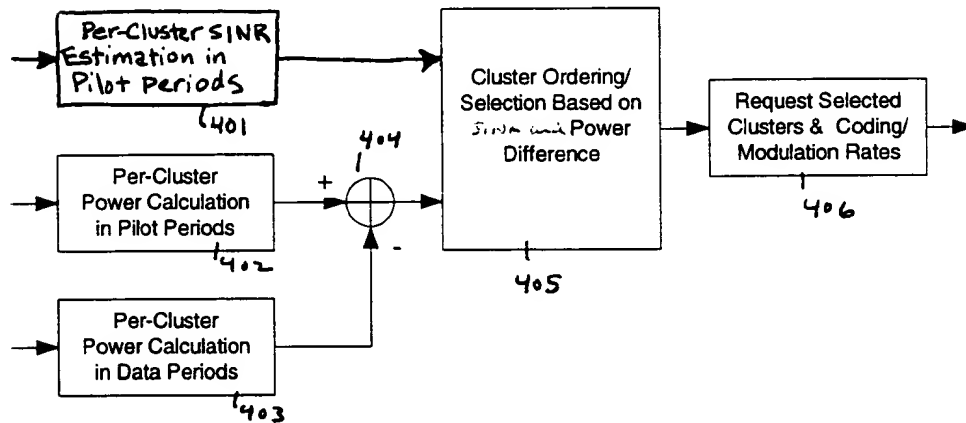 Per-Cluster SINR
Estimation in
Pilot Periods
401
404
Cluster Ordering/
Selection Based on
SINR and Power
Difference
405
Request Selected
Clusters & Coding/
Modulation Rates
406
Per-Cluster
Power Calculation
in Pilot Periods
402
+
-
Per-Cluster
Power Calculation
in Data Periods
403